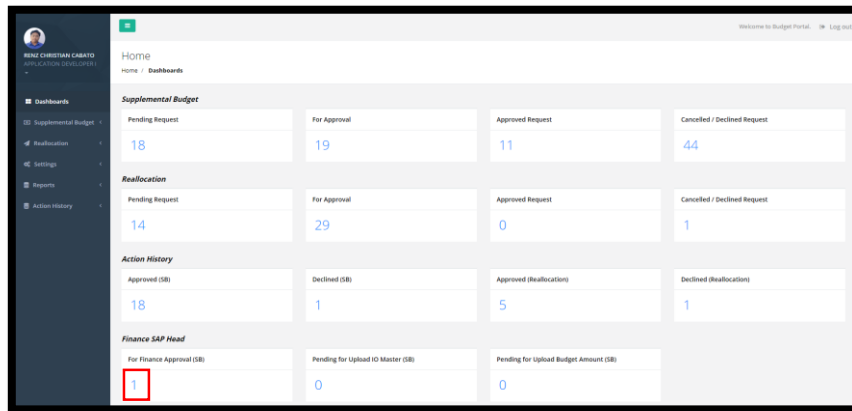 Welcome to Budget Portal. Log out
RENZ CHRISTIAN CABATO
APPLICATION DEVELOPER I
Home
Home / Dashboards
Dashboards
Supplemental Budget
Reallocation
Settings
Reports
Action History
Supplemental Budget
Pending Request
For Approval
Approved Request
Cancelled / Declined Request
18
19
11
44
Reallocation
Pending Request
For Approval
Approved Request
Cancelled / Declined Request
14
29
0
1
Action History
Approved (SB)
Declined (SB)
Approved (Reallocation)
Declined (Reallocation)
18
1
5
1
Finance SAP Head
For Finance Approval (SB)
Pending for Upload IO Master (SB)
Pending for Upload Budget Amount (SB)
1
0
0